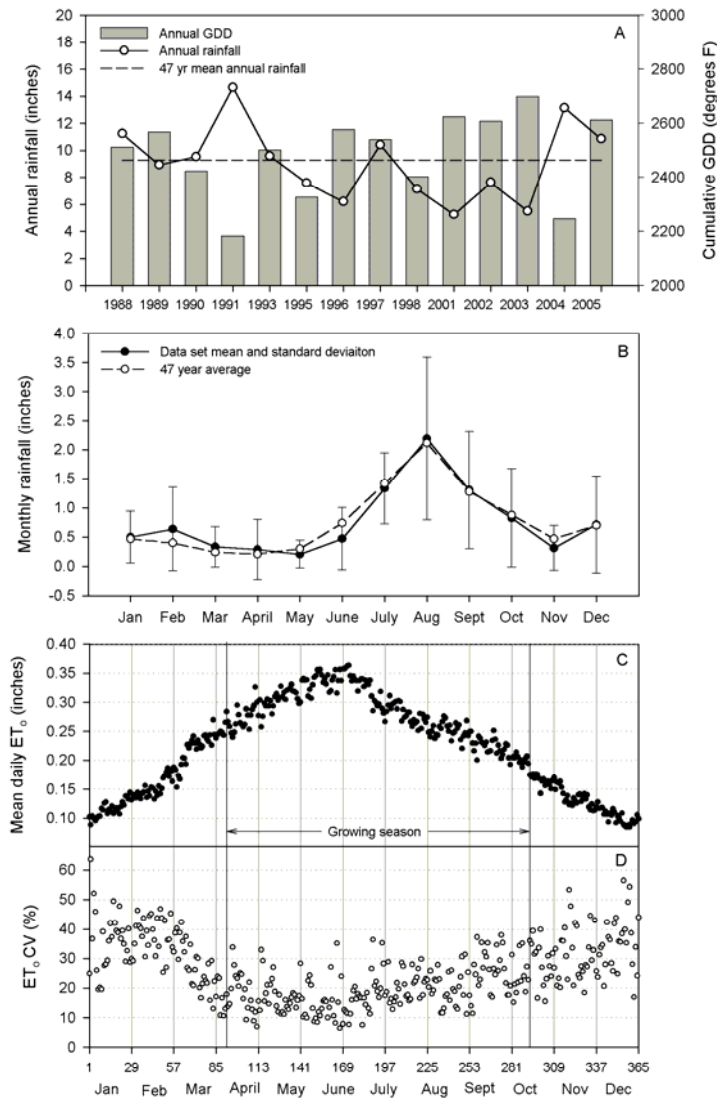 A
Annual GDD
Annual rainfall
47 yr mean annual rainfall
Annual rainfall (inches)
20
18
16
14
12
10
8
6
4
2
0
Cumulative GDD (degrees F)
3000
2800
2600
2400
2200
2000
1988 1989 1990 1991 1993 1995 1996 1997 1998 2001 2002 2003 2004 2005
B
Data set mean and standard deviaiton
47 year average
Monthly rainfall (inches)
4.0
3.5
3.0
2.5
2.0
1.5
1.0
0.5
0.0
-0.5
Jan Feb Mar April May June July Aug Sept Oct Nov Dec
C
Mean daily ETo (inches)
0.40
0.35
0.30
0.25
0.20
0.15
0.10
Growing season
D
ETo CV (%)
60
50
40
30
20
10
0
1 29 57 85 113 141 169 197 225 253 281 309 337 365
Jan Feb Mar April May June July Aug Sept Oct Nov Dec